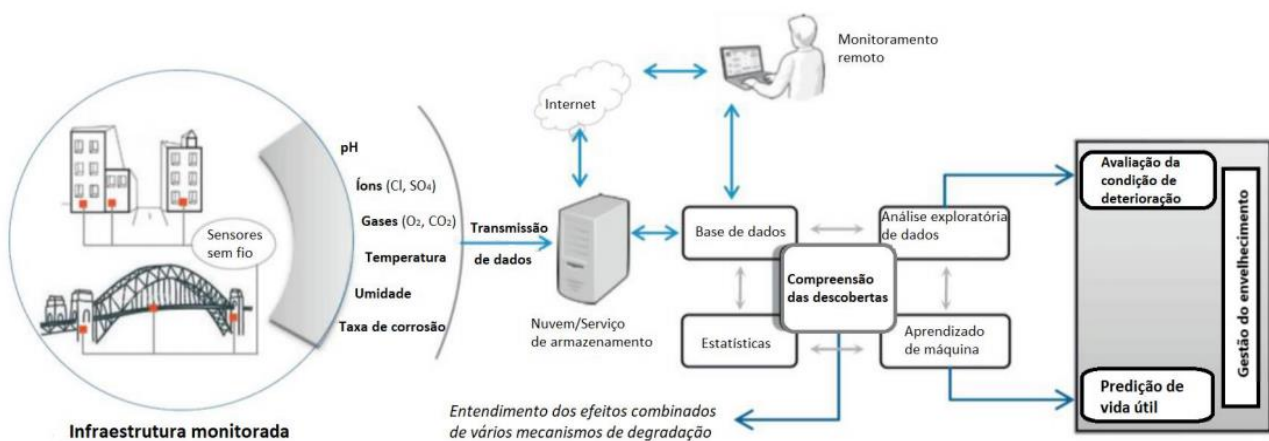 Monitoramento
remoto
Internet
pH
Íons (Cl, SO₄)
Gases (O₂, CO₂)
Temperatura
Umidade
Taxa de corrosão
Sensores
sem fio
Infraestrutura monitorada
Transmissão
de dados
Nuvem/Serviço
de armazenamento
Base de dados
Análise exploratória
de dados
Compreensão
das descobertas
Estatísticas
Aprendizado
de máquina
Entendimento dos efeitos combinados
de vários mecanismos de degradação
Avaliação da
condição de
deterioração
Predição de
vida útil
Gestão do envelhecimento